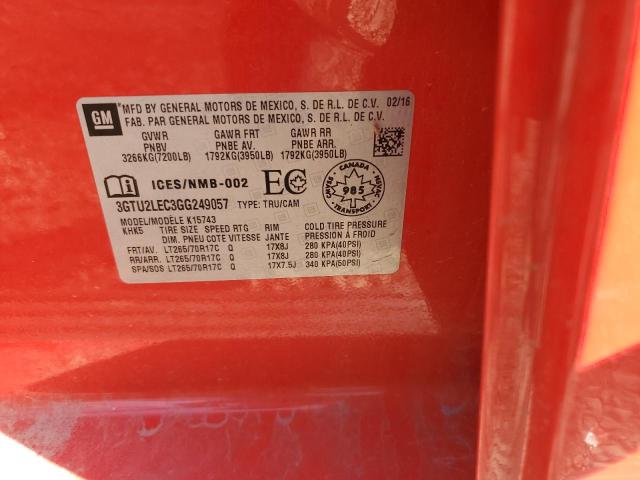 GM
MFD BY GENERAL MOTORS DE MEXICO, S. DE R.L. DE C.V. 02/16
FAB. PAR GENERAL MOTORS DE MEXICO, S. DE R.L. DE C.V.
GVWR GAWR FRT GAWR RR
PNBV PNBE AV. PNBE ARR.
3266KG(7200LB) 1792KG(3950LB) 1792KG(3950LB)
ICES/NMB-002 EC
CANADA
985
TRANSPORT
3GTU2LEC3GG249057 TYPE: TRU/CAM
MODEL/MODÈLE K15743
KHK5 TIRE SIZE SPEED RTG RIM COLD TIRE PRESSURE
DIM. PNEU COTE VITESSE JANTE PRESSION À FROID
FRT/AV. LT265/70R17C Q 17X8J 280 KPA(40PSI)
RR/ARR. LT265/70R17C Q 17X8J 280 KPA(40PSI)
SPA/SOS LT265/70R17C Q 17X7.5J 340 KPA(50PSI)